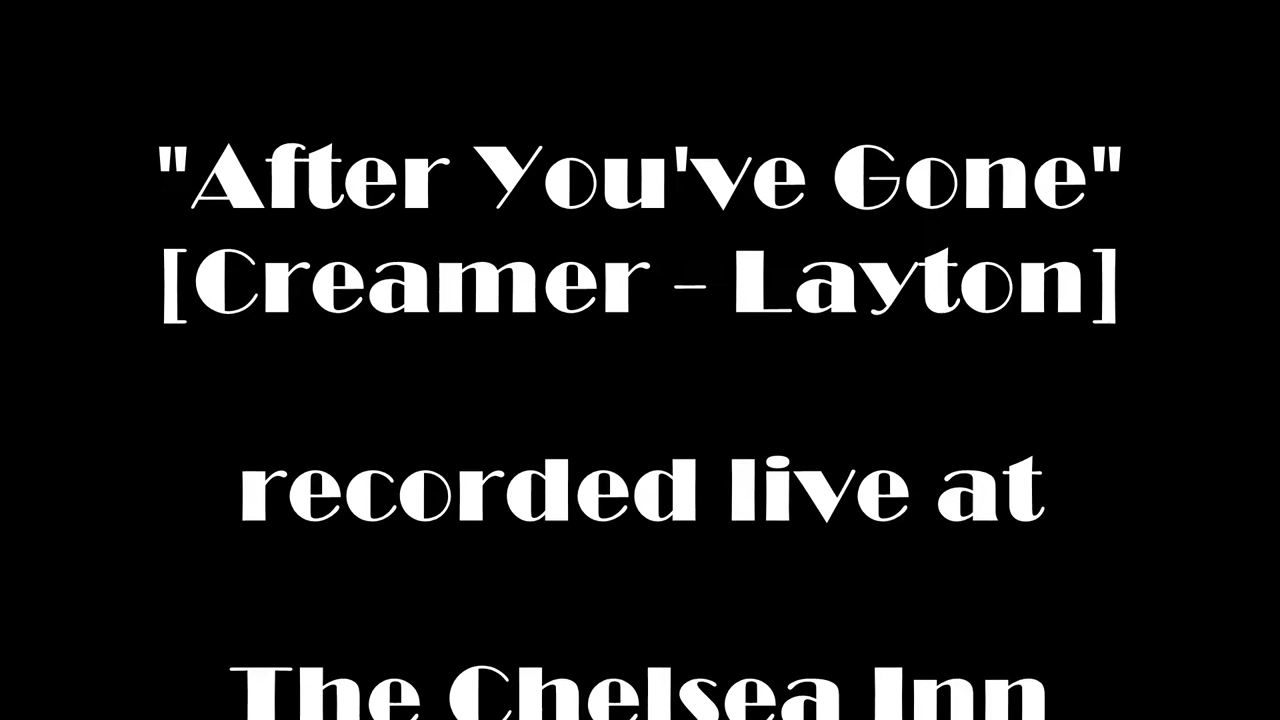 "After You've Gone"
[Creamer - Layton]
recorded live at
The Chelsea Inn